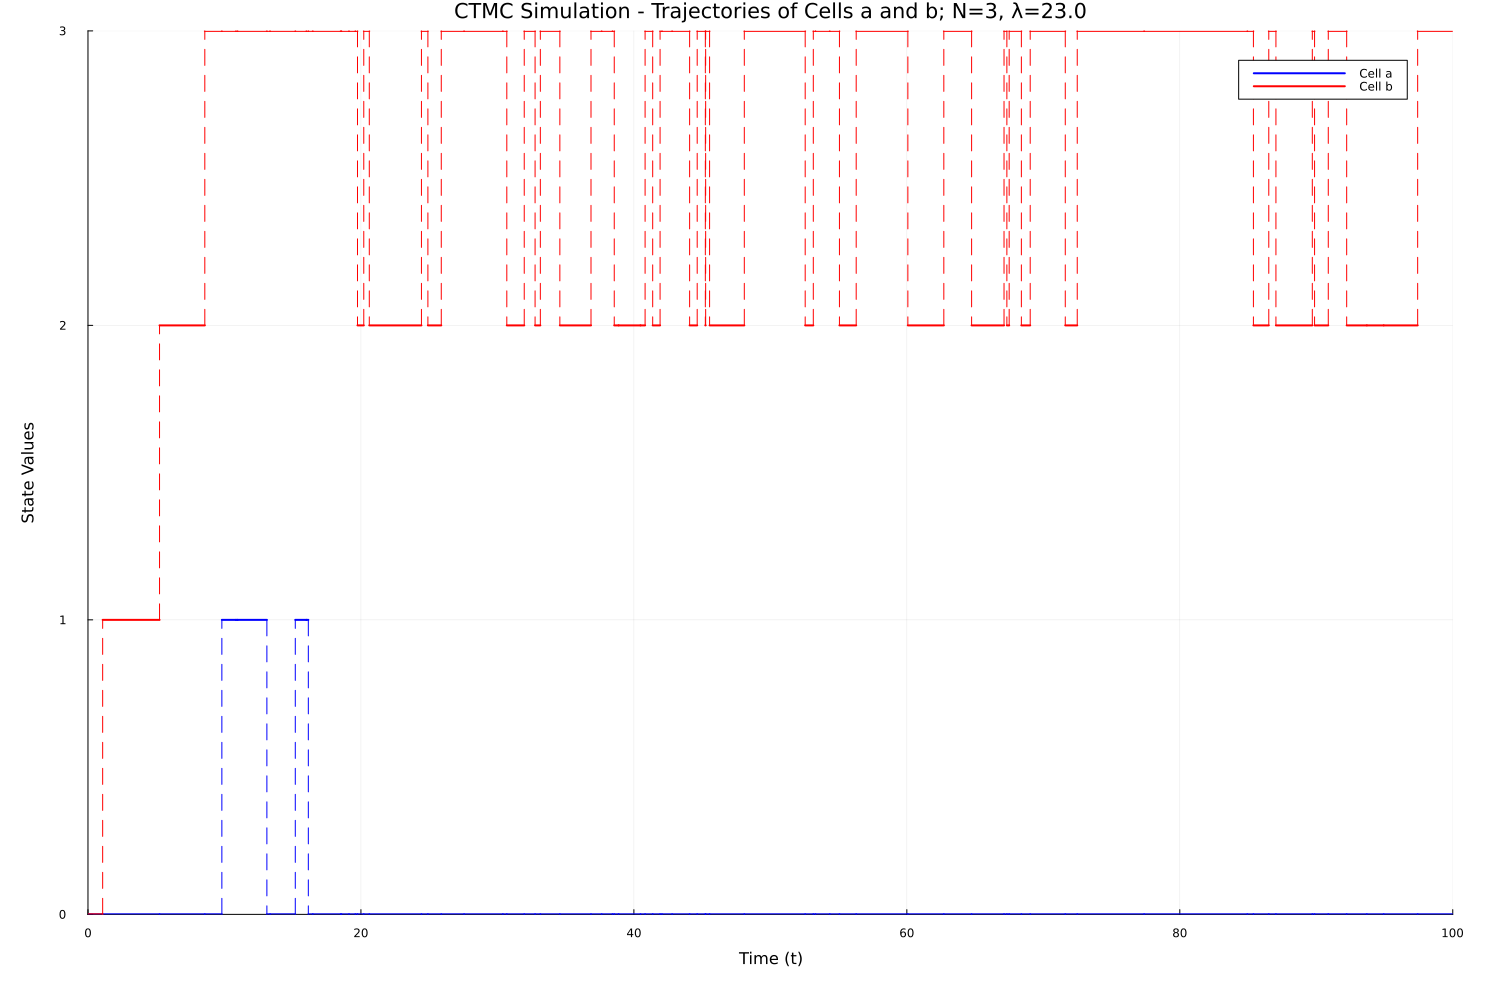 CTMC Simulation - Trajectories of Cells a and b; N=3, λ=23.0
3
Cell a
Cell b
2
State Values
1
0
0 20 40 60 80 100
Time (t)